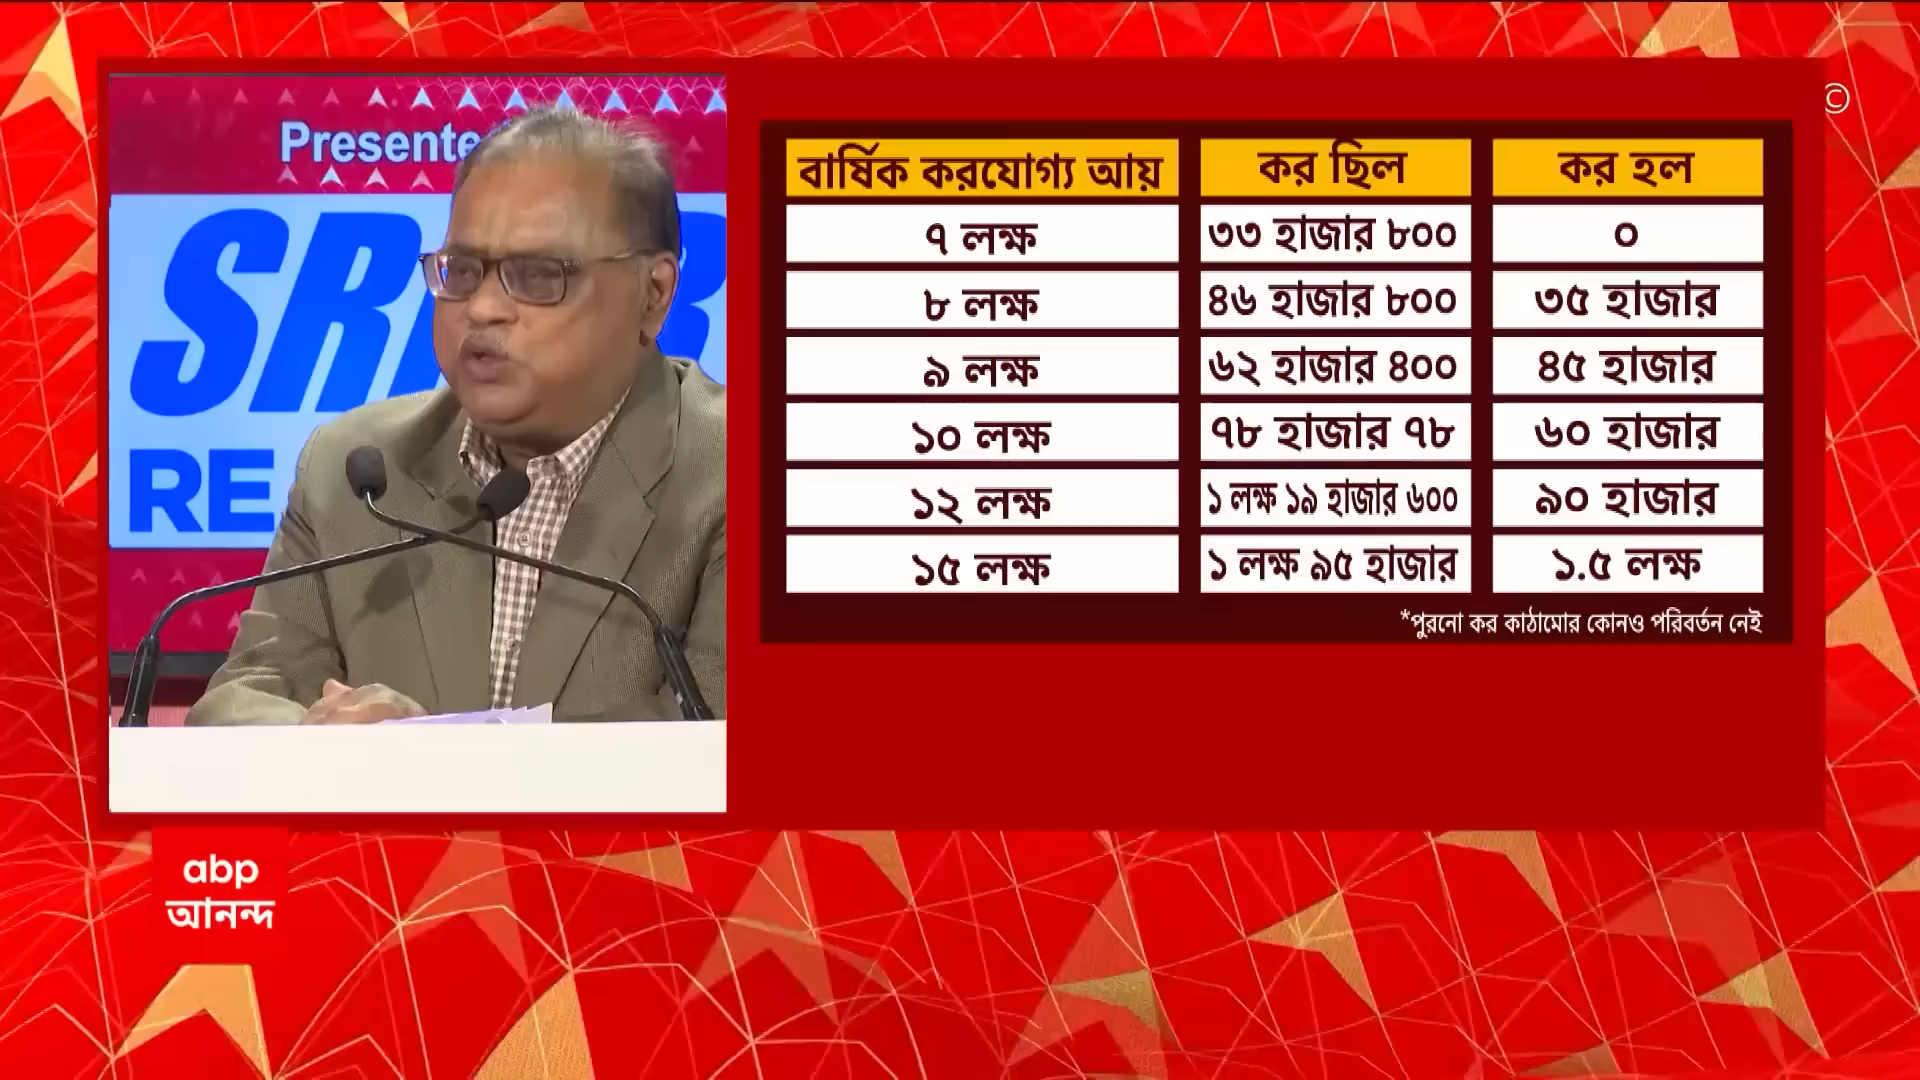 ©
Presente
SR
RE
বার্ষিক করযোগ্য আয় কর ছিল কর হল
৭ লক্ষ ৩৩ হাজার ৮০০ ০
৮ লক্ষ ৪৬ হাজার ৮০০ ৩৫ হাজার
৯ লক্ষ ৬২ হাজার ৪০০ ৪৫ হাজার
১০ লক্ষ ৭৮ হাজার ৭৮ ৬০ হাজার
১২ লক্ষ ১ লক্ষ ১৯ হাজার ৬০০ ৯০ হাজার
১৫ লক্ষ ১ লক্ষ ৯৫ হাজার ১.৫ লক্ষ
*পুরনো কর কাঠামোর কোনও পরিবর্তন নেই
abp
আনন্দ